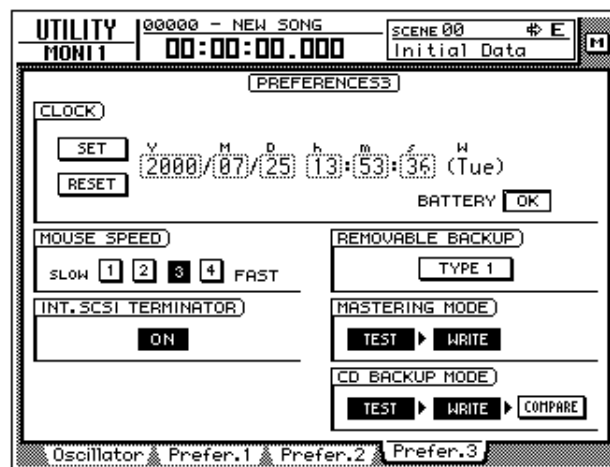 UTILITY
MONI 1
00000 - NEW SONG
00:00:00.000
SCENE 00 E
Initial Data
M
PREFERENCES3
CLOCK
SET
RESET
Y M D h m s W
2000/07/25 13:53:36 (Tue)
BATTERY OK
MOUSE SPEED
SLOW 1 2 3 4 FAST
REMOVABLE BACKUP
TYPE 1
INT.SCSI TERMINATOR
ON
MASTERING MODE
TEST WRITE
CD BACKUP MODE
TEST WRITE COMPARE
Oscillator Prefer.1 Prefer.2 Prefer.3